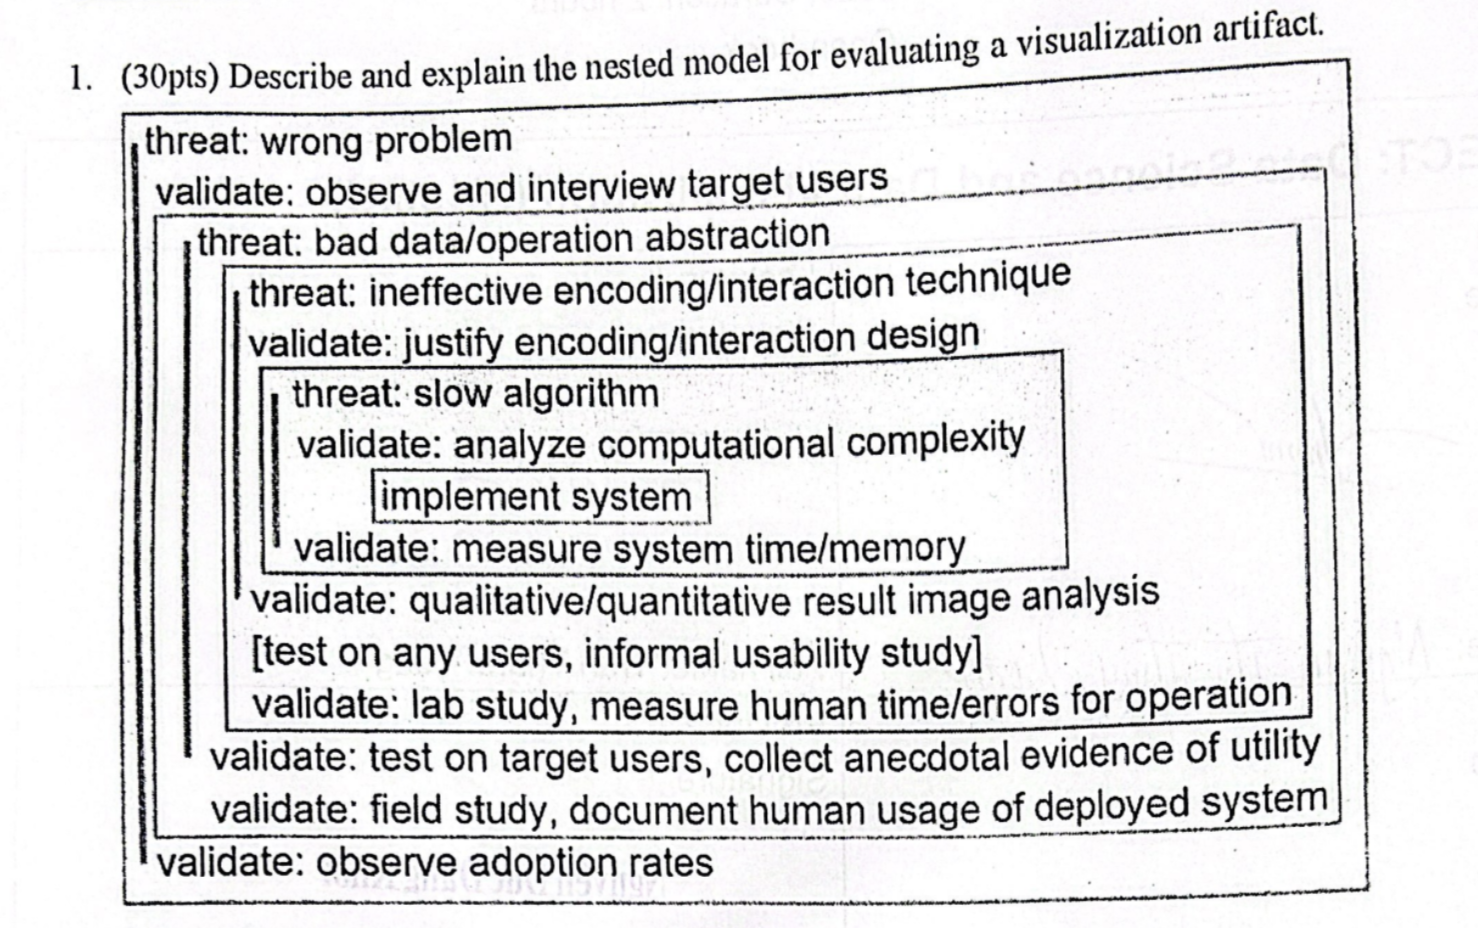 1. (30pts) Describe and explain the nested model for evaluating a visualization artifact.
threat: wrong problem
validate: observe and interview target users
threat: bad data/operation abstraction
threat: ineffective encoding/interaction technique
validate: justify encoding/interaction design
threat: slow algorithm
validate: analyze computational complexity
implement system
validate: measure system time/memory
validate: qualitative/quantitative result image analysis
[test on any users, informal usability study]
validate: lab study, measure human time/errors for operation
validate: test on target users, collect anecdotal evidence of utility
validate: field study, document human usage of deployed system
validate: observe adoption rates